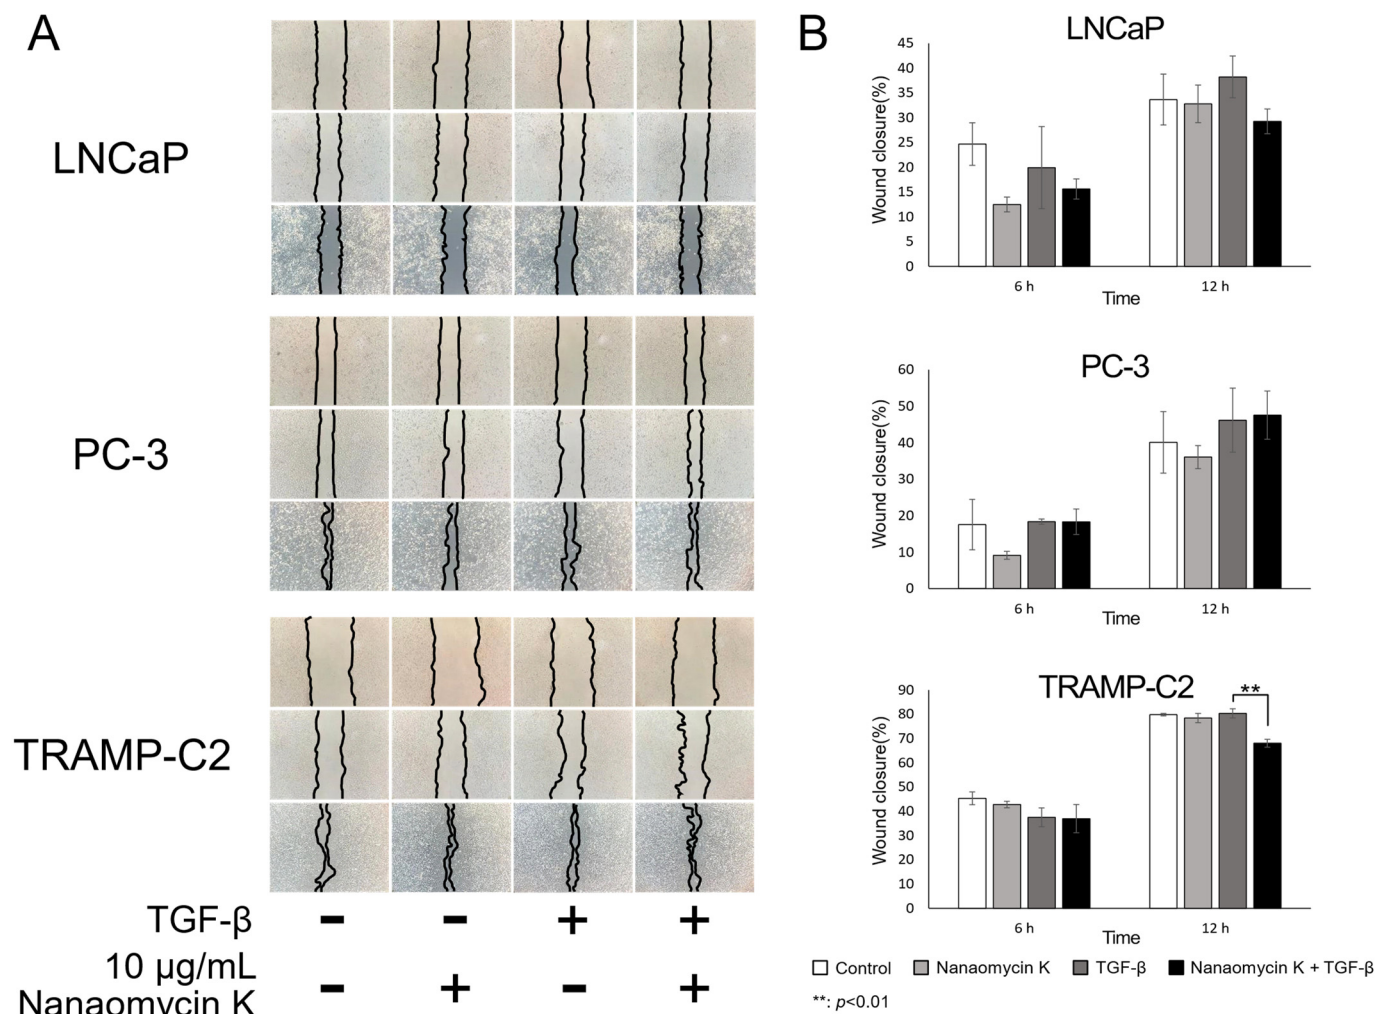 A
LNCaP
PC-3
TRAMP-C2
TGF-β
− − + +
10 µg/mL
Nanaomycin K
− + − +
B
LNCaP
Wound closure(%)
45
40
35
30
25
20
15
10
5
0
6 h 12 h
Time
PC-3
Wound closure(%)
60
50
40
30
20
10
0
6 h 12 h
Time
TRAMP-C2
**
Wound closure(%)
90
80
70
60
50
40
30
20
10
0
6 h 12 h
Time
Control Nanaomycin K TGF-β Nanaomycin K + TGF-β
**: p<0.01